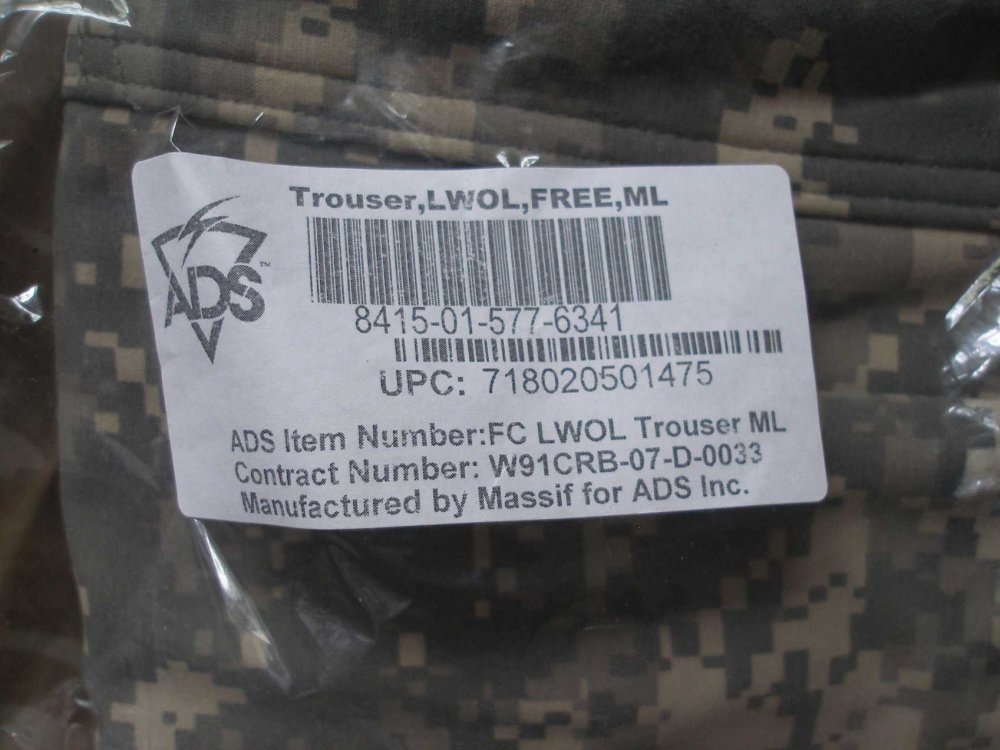 Trouser,LWOL,FREE,ML
ADS™
8415-01-577-6341
UPC: 718020501475
ADS Item Number:FC LWOL Trouser ML
Contract Number: W91CRB-07-D-0033
Manufactured by Massif for ADS Inc.